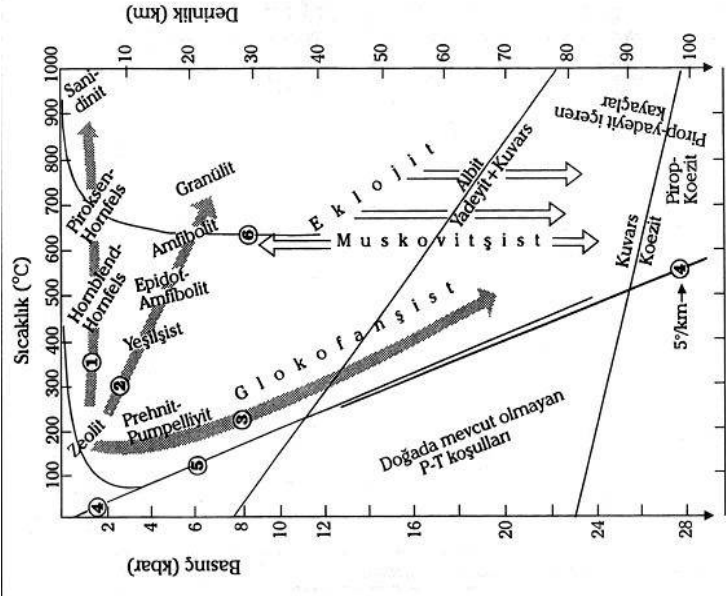 Derinlik (km)
10
20
30
40
50
60
70
80
90
100
Sıcaklık (°C)
1000
900
800
700
600
500
400
300
200
100
Sani-
dinit
Piroksen-
Hornfels
Hornblend-
Hornfels
1
Granülit
Amfibolit
Epidot-
Amfibolit
2
Yeşilşist
Zeolit
Prehnit-
Pumpelliyit
3
Glokofanşist
6
Eklojit
Muskovitşist
Albit
Yadeyit+Kuvars
Pirop-yadeyit içeren
kayaçlar
Kuvars
Koezit
Pirop-
Koezit
4
5°/km→
Doğada mevcut olmayan
P-T koşulları
5
4
2
4
6
8
10
12
16
20
24
28
Basınç (kbar)